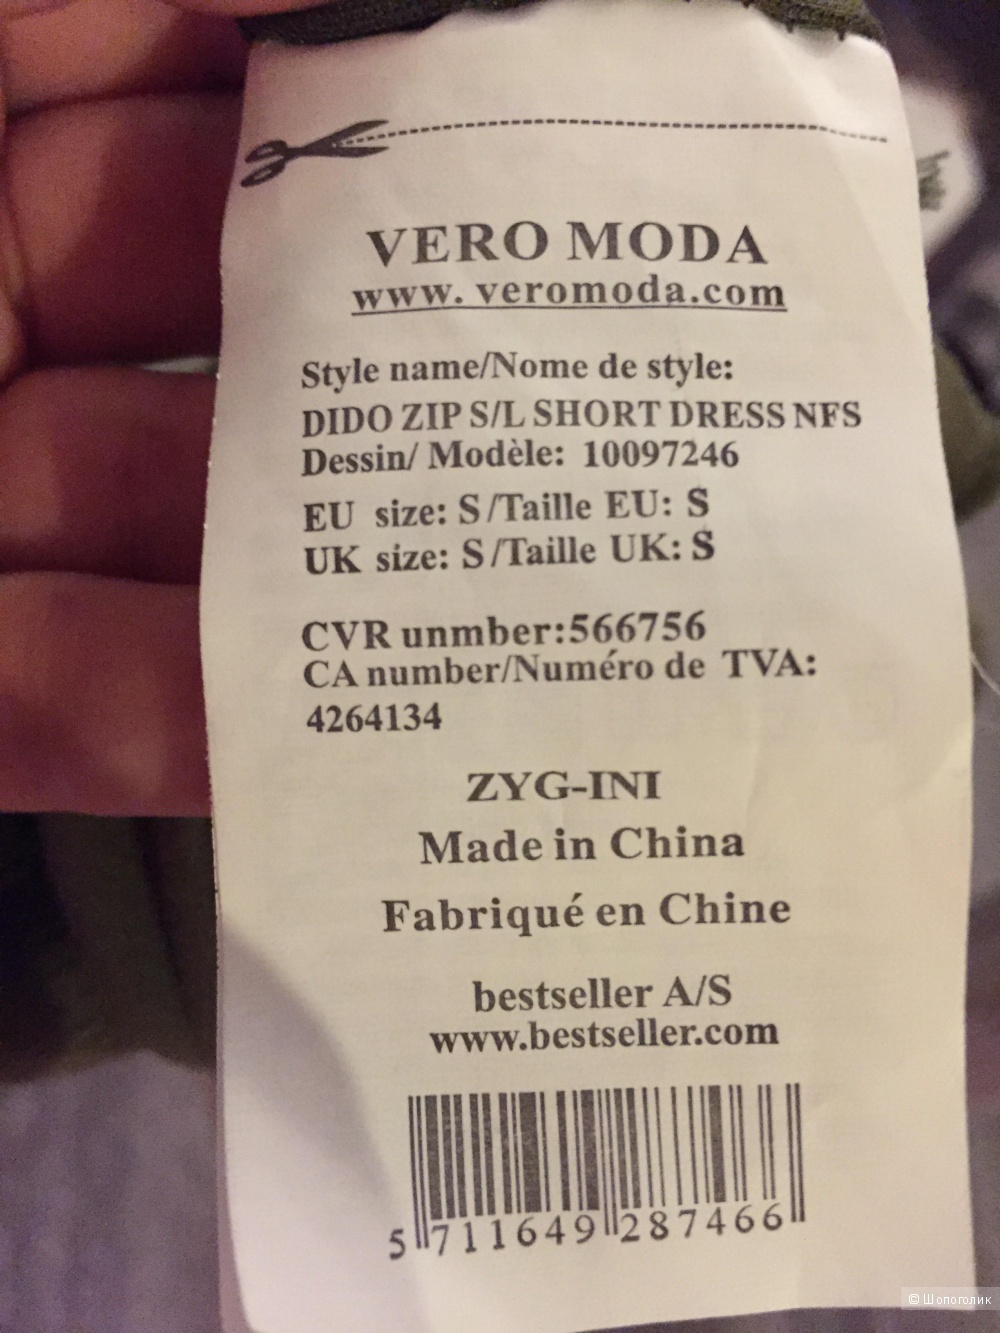 VERO MODA
www. veromoda.com
Style name/Nome de style:
DIDO ZIP S/L SHORT DRESS NFS
Dessin/ Modèle: 10097246
EU size: S/Taille EU: S
UK size: S/Taille UK: S
CVR unmber:566756
CA number/Numéro de TVA:
4264134
ZYG-INI
Made in China
Fabriqué en Chine
bestseller A/S
www.bestseller.com
5 711649 287466
© Шопоголик